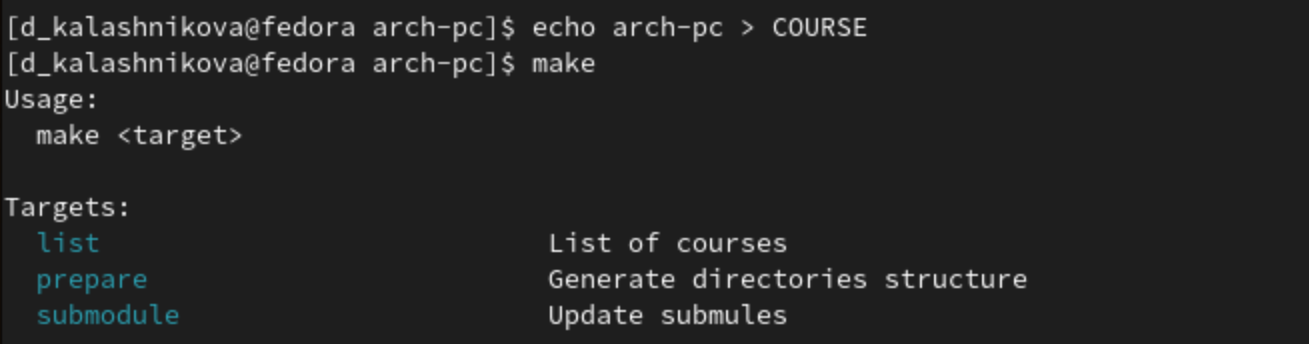 [d_kalashnikova@fedora arch-pc]$ echo arch-pc > COURSE
[d_kalashnikova@fedora arch-pc]$ make
Usage:
  make <target>

Targets:
  list                List of courses
  prepare             Generate directories structure
  submodule           Update submules